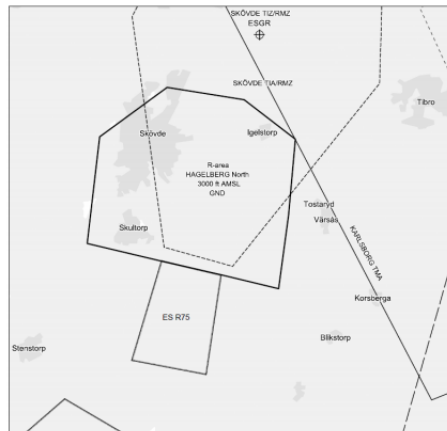 SKÖVDE TIZ/RMZ
ESGR
SKÖVDE TIA/RMZ
Tibro
Skövde
Igelstorp
R-area
HAGELBERG North
3000 ft AMSL
GND
Tostaryd
Värsås
Skultorp
KARLSBORG TMA
Korsberga
ES R75
Blikstorp
Stenstorp